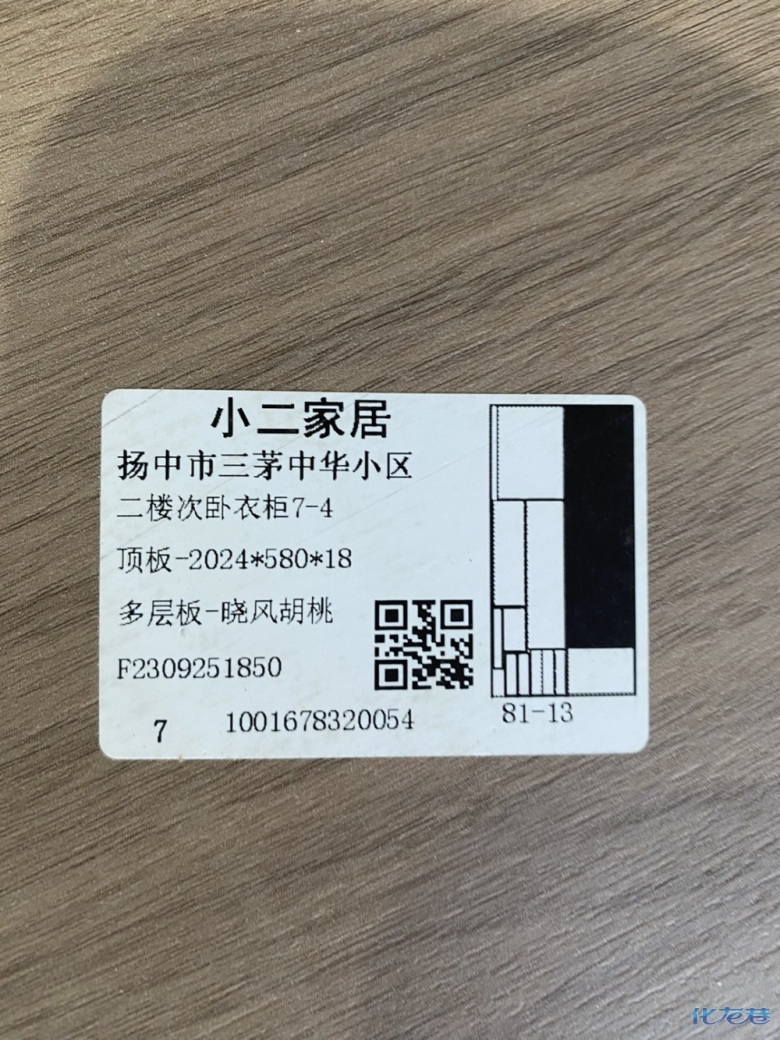 小二家居
扬中市三茅中华小区
二楼次卧衣柜7-4
顶板-2024*580*18
多层板-晓风胡桃
F2309251850
7 1001678320054 81-13
化龙巷